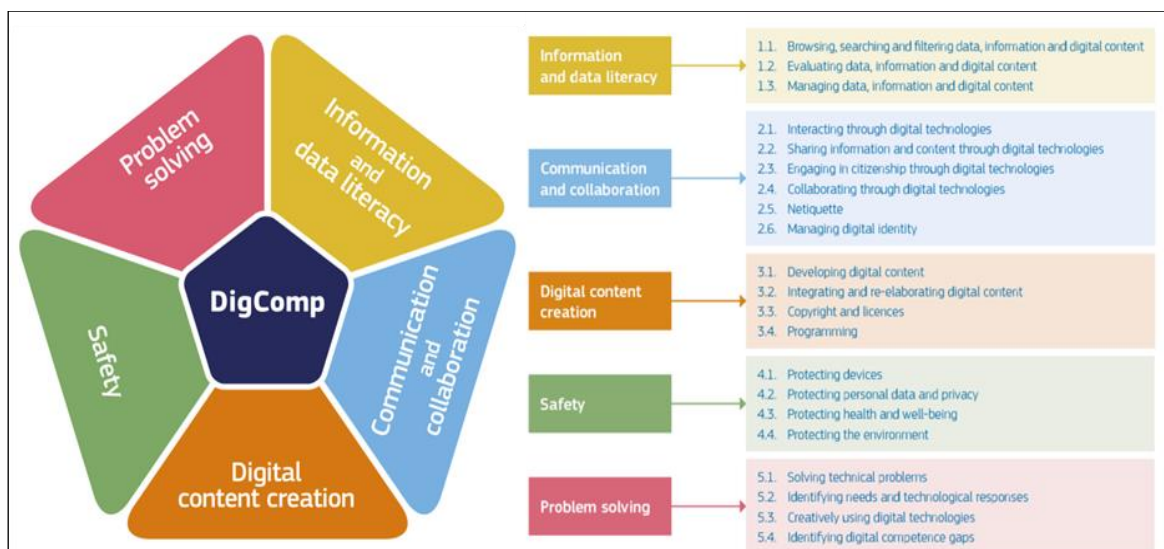 Problem
solving
Information
and
data literacy
DigComp
Safety
Communication
and
collaboration
Digital
content creation
Information
and data literacy
1.1. Browsing, searching and filtering data, information and digital content
1.2. Evaluating data, information and digital content
1.3. Managing data, information and digital content
Communication
and collaboration
2.1. Interacting through digital technologies
2.2. Sharing information and content through digital technologies
2.3. Engaging in citizenship through digital technologies
2.4. Collaborating through digital technologies
2.5. Netiquette
2.6. Managing digital identity
Digital content
creation
3.1. Developing digital content
3.2. Integrating and re-elaborating digital content
3.3. Copyright and licences
3.4. Programming
Safety
4.1. Protecting devices
4.2. Protecting personal data and privacy
4.3. Protecting health and well-being
4.4. Protecting the environment
Problem solving
5.1. Solving technical problems
5.2. Identifying needs and technological responses
5.3. Creatively using digital technologies
5.4. Identifying digital competence gaps